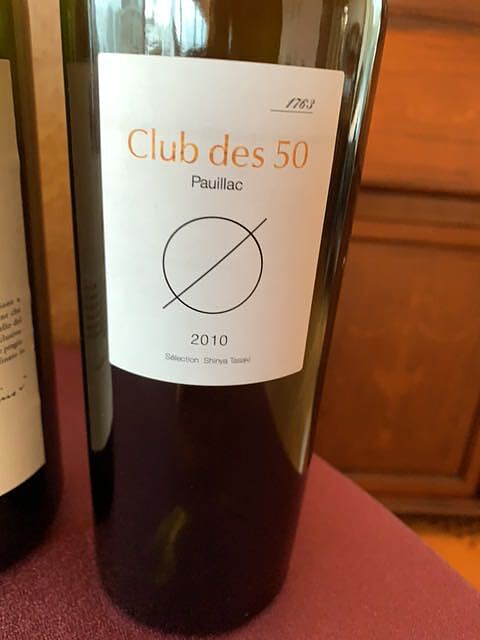 1763
Club des 50
Pauillac
2010
Sélection Shinya Tasaki